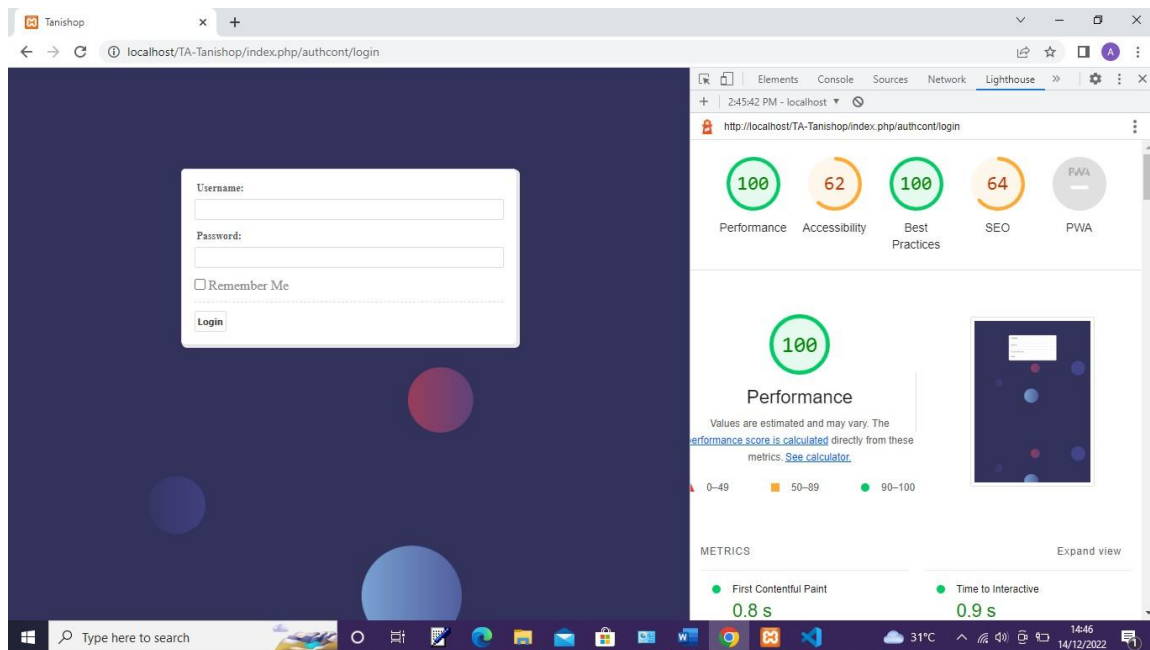 Tanishop
localhost/TA-Tanishop/index.php/authcont/login
A
Username:
Password:
Remember Me
Login
Elements Console Sources Network Lighthouse »
2:45:42 PM - localhost
http://localhost/TA-Tanishop/index.php/authcont/login
100 62 100 64 PWA
Performance Accessibility Best Practices SEO PWA
100
Performance
Values are estimated and may vary. The
erformance score is calculated directly from these
metrics. See calculator.
0–49 50–89 90–100
METRICS Expand view
First Contentful Paint Time to Interactive
0.8 s 0.9 s
Type here to search
31°C 14:46
14/12/2022